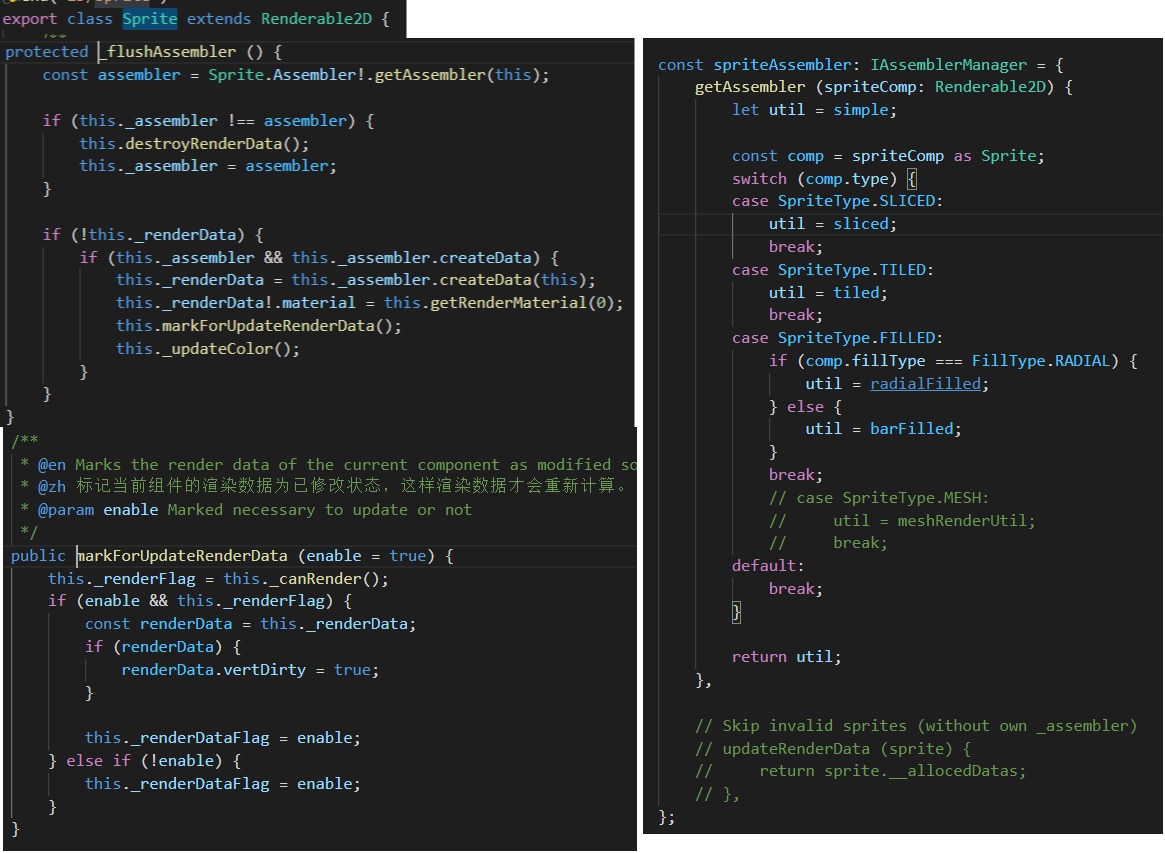 export class Sprite extends Renderable2D {
/**
protected _flushAssembler () {
const assembler = Sprite.Assembler!.getAssembler(this);
if (this._assembler !== assembler) {
this.destroyRenderData();
this._assembler = assembler;
}
if (!this._renderData) {
if (this._assembler && this._assembler.createData) {
this._renderData = this._assembler.createData(this);
this._renderData!.material = this.getRenderMaterial(0);
this.markForUpdateRenderData();
this._updateColor();
}
}
}
/**
* @en Marks the render data of the current component as modified so
* @zh 标记当前组件的渲染数据为已修改状态，这样渲染数据才会重新计算。
* @param enable Marked necessary to update or not
*/
public markForUpdateRenderData (enable = true) {
this._renderFlag = this._canRender();
if (enable && this._renderFlag) {
const renderData = this._renderData;
if (renderData) {
renderData.vertDirty = true;
}
this._renderDataFlag = enable;
} else if (!enable) {
this._renderDataFlag = enable;
}
}
const spriteAssembler: IAssemblerManager = {
getAssembler (spriteComp: Renderable2D) {
let util = simple;
const comp = spriteComp as Sprite;
switch (comp.type) {
case SpriteType.SLICED:
util = sliced;
break;
case SpriteType.TILED:
util = tiled;
break;
case SpriteType.FILLED:
if (comp.fillType === FillType.RADIAL) {
util = radialFilled;
} else {
util = barFilled;
}
break;
// case SpriteType.MESH:
//     util = meshRenderUtil;
//     break;
default:
break;
}
return util;
},
// Skip invalid sprites (without own _assembler)
// updateRenderData (sprite) {
//     return sprite.__allocedDatas;
// },
};